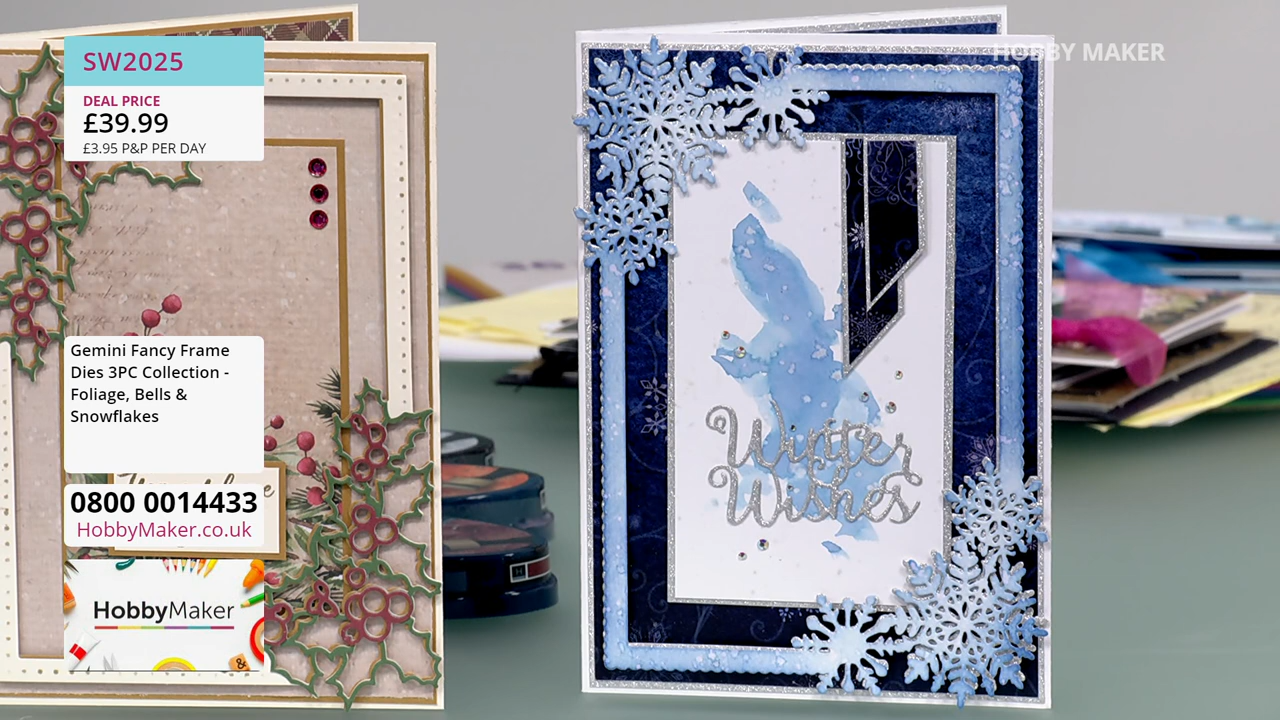 SW2025
DEAL PRICE
£39.99
£3.95 P&P PER DAY
Gemini Fancy Frame
Dies 3PC Collection -
Foliage, Bells &
Snowflakes
0800 0014433
HobbyMaker.co.uk
HobbyMaker
&
HOBBY MAKER
Winter
Wishes